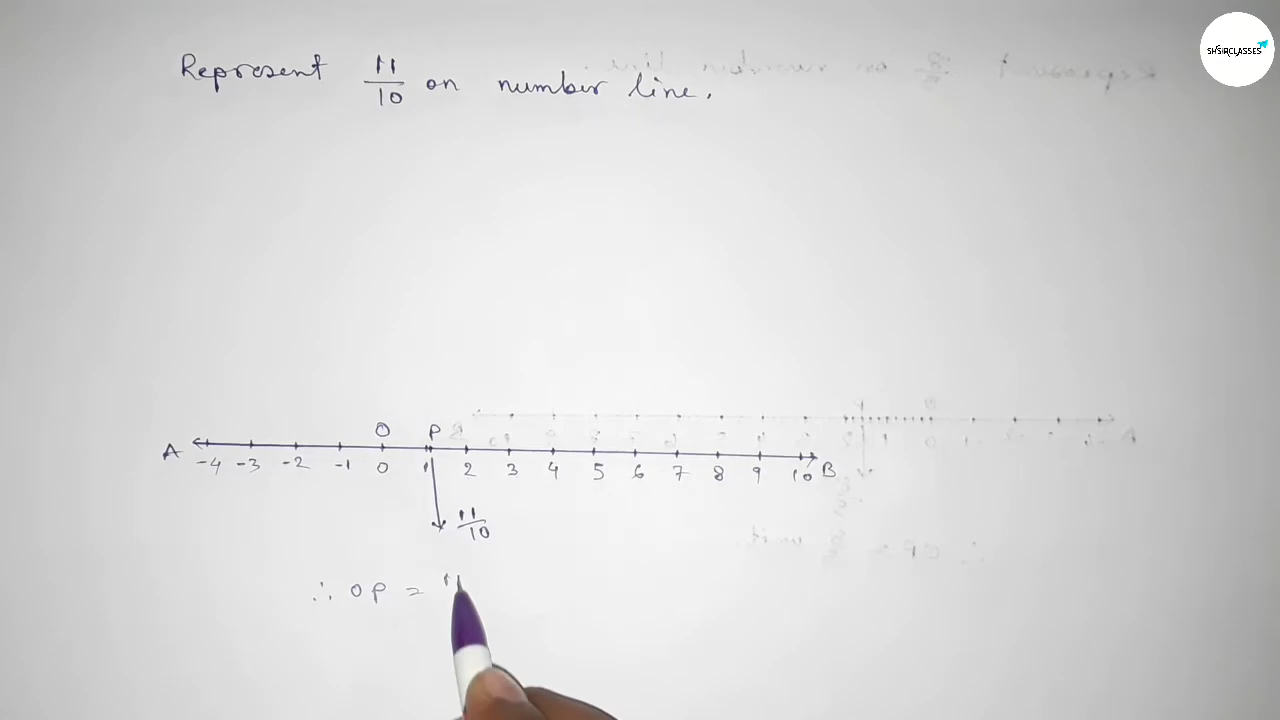 SHSIRCLASSES
Represent 11/10 on number line.
O P
A -4 -3 -2 -1 0 1 2 3 4 5 6 7 8 9 10 B
11/10
∴ OP = 11